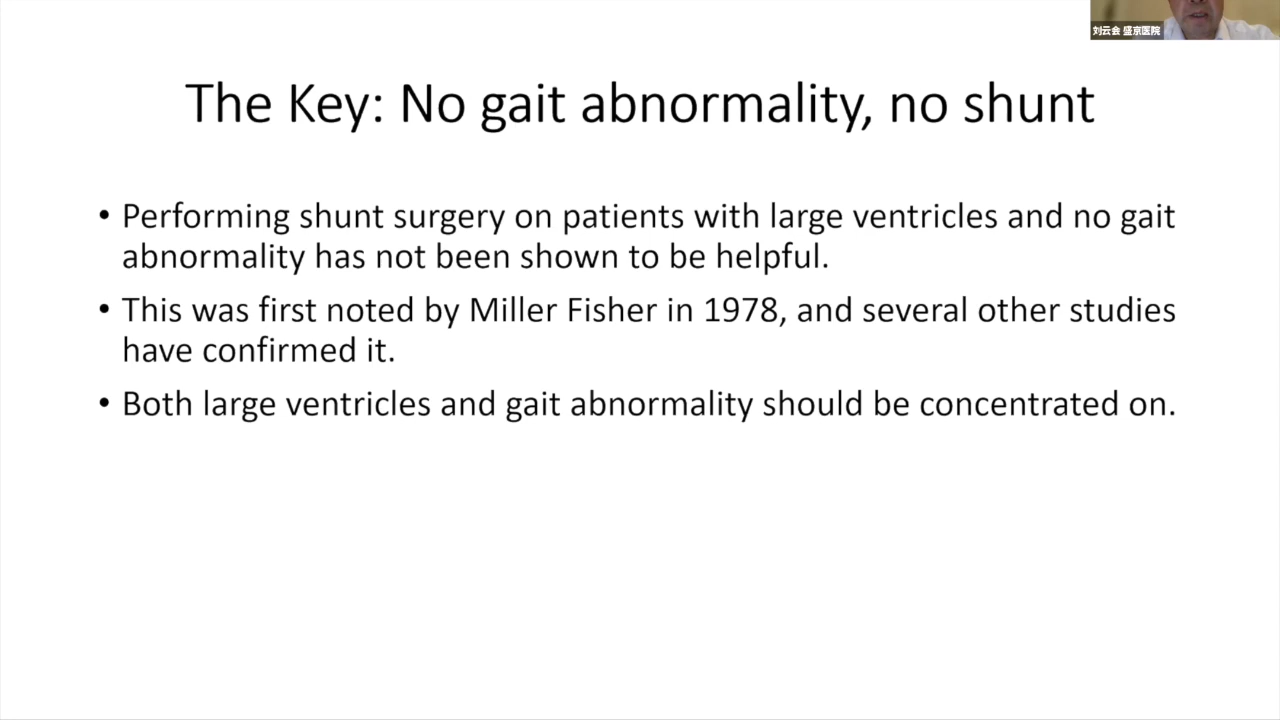 刘云会 盛京医院
The Key: No gait abnormality, no shunt
• Performing shunt surgery on patients with large ventricles and no gait
abnormality has not been shown to be helpful.
• This was first noted by Miller Fisher in 1978, and several other studies
have confirmed it.
• Both large ventricles and gait abnormality should be concentrated on.